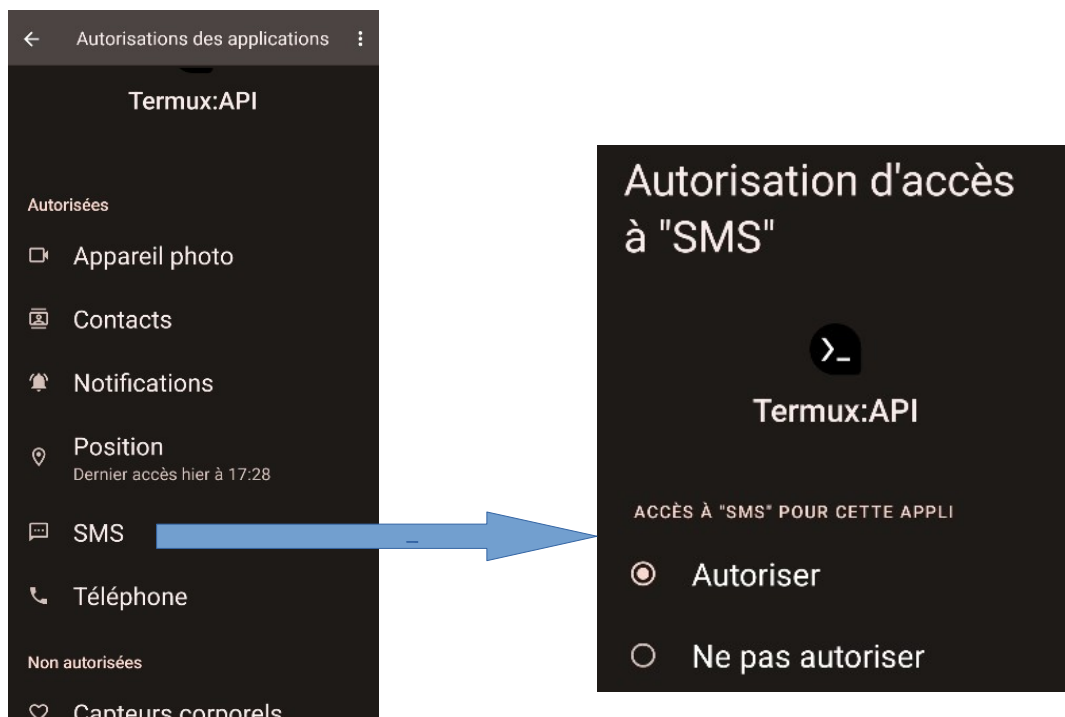 Autorisations des applications
Termux:API
Autorisées
Appareil photo
Contacts
Notifications
Position
Dernier accès hier à 17:28
SMS
Téléphone
Non autorisées
Capteurs corporels
Autorisation d'accès
à "SMS"
Termux:API
ACCÈS À "SMS" POUR CETTE APPLI
Autoriser
Ne pas autoriser